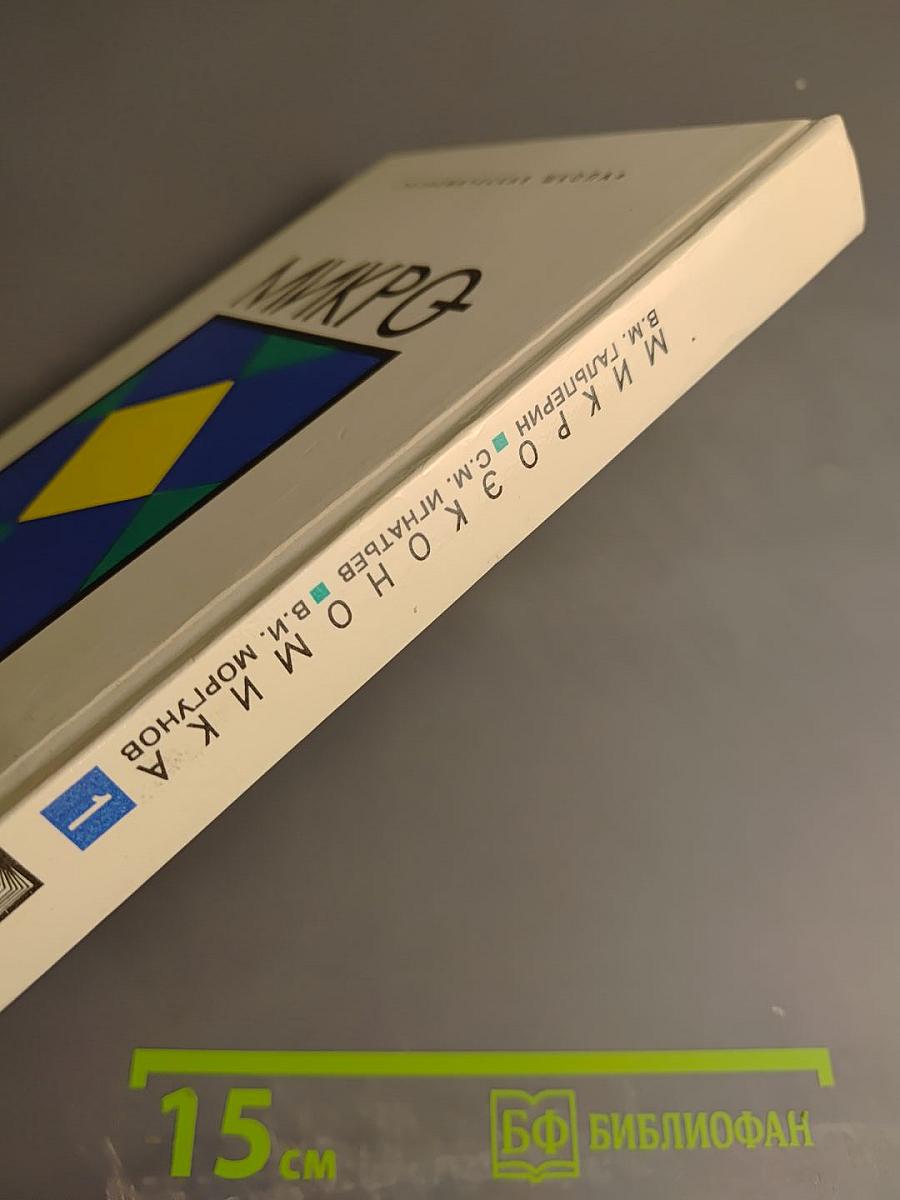 МИКРО
В.М. ГАЛЬПЕРИН ■ С.М. ИГНАТЬЕВ ■ В.И. МОРГУНОВ
МИКРОЭКОНОМИКА
1
15 см
БФ БИБЛИОФАН